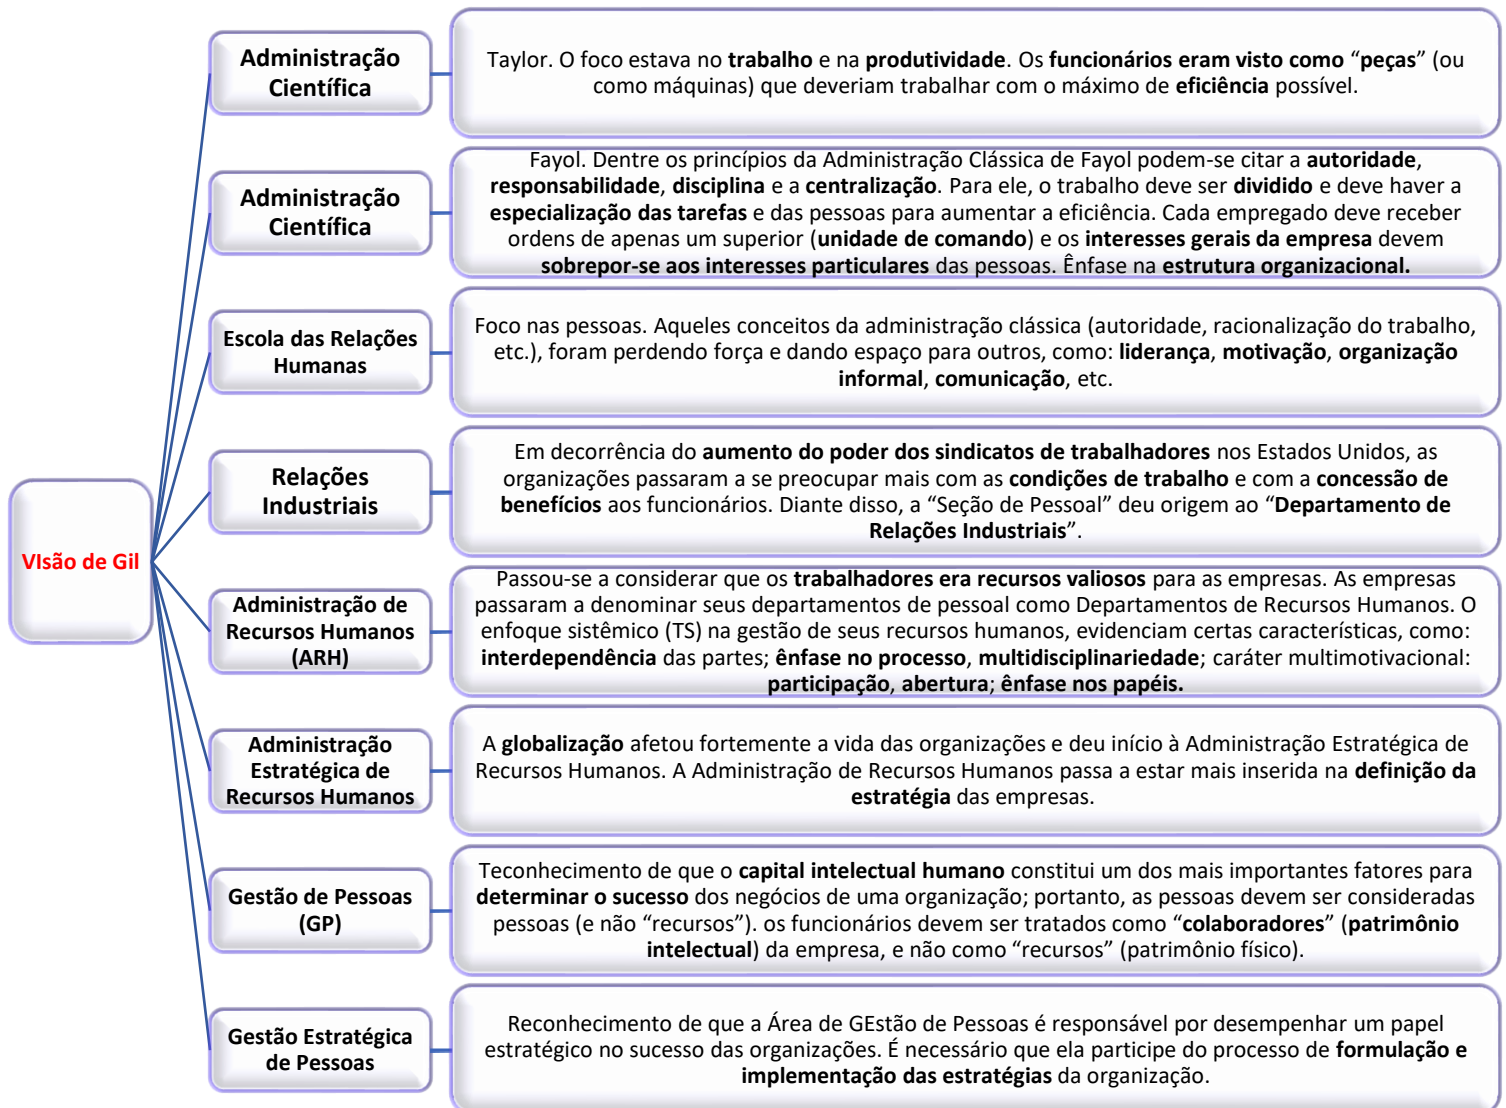 VIsão de Gil
Administração
Científica
Taylor. O foco estava no trabalho e na produtividade. Os funcionários eram visto como “peças” (ou
como máquinas) que deveriam trabalhar com o máximo de eficiência possível.
Administração
Científica
Fayol. Dentre os princípios da Administração Clássica de Fayol podem-se citar a autoridade,
responsabilidade, disciplina e a centralização. Para ele, o trabalho deve ser dividido e deve haver a
especialização das tarefas e das pessoas para aumentar a eficiência. Cada empregado deve receber
ordens de apenas um superior (unidade de comando) e os interesses gerais da empresa devem
sobrepor-se aos interesses particulares das pessoas. Ênfase na estrutura organizacional.
Escola das Relações
Humanas
Foco nas pessoas. Aqueles conceitos da administração clássica (autoridade, racionalização do trabalho,
etc.), foram perdendo força e dando espaço para outros, como: liderança, motivação, organização
informal, comunicação, etc.
Relações
Industriais
Em decorrência do aumento do poder dos sindicatos de trabalhadores nos Estados Unidos, as
organizações passaram a se preocupar mais com as condições de trabalho e com a concessão de
benefícios aos funcionários. Diante disso, a “Seção de Pessoal” deu origem ao “Departamento de
Relações Industriais”.
Administração de
Recursos Humanos
(ARH)
Passou-se a considerar que os trabalhadores era recursos valiosos para as empresas. As empresas
passaram a denominar seus departamentos de pessoal como Departamentos de Recursos Humanos. O
enfoque sistêmico (TS) na gestão de seus recursos humanos, evidenciam certas características, como:
interdependência das partes; ênfase no processo, multidisciplinariedade; caráter multimotivacional:
participação, abertura; ênfase nos papéis.
Administração
Estratégica de
Recursos Humanos
A globalização afetou fortemente a vida das organizações e deu início à Administração Estratégica de
Recursos Humanos. A Administração de Recursos Humanos passa a estar mais inserida na definição da
estratégia das empresas.
Gestão de Pessoas
(GP)
Teconhecimento de que o capital intelectual humano constitui um dos mais importantes fatores para
determinar o sucesso dos negócios de uma organização; portanto, as pessoas devem ser consideradas
pessoas (e não “recursos”). os funcionários devem ser tratados como “colaboradores” (patrimônio
intelectual) da empresa, e não como “recursos” (patrimônio físico).
Gestão Estratégica
de Pessoas
Reconhecimento de que a Área de GEstão de Pessoas é responsável por desempenhar um papel
estratégico no sucesso das organizações. É necessário que ela participe do processo de formulação e
implementação das estratégias da organização.